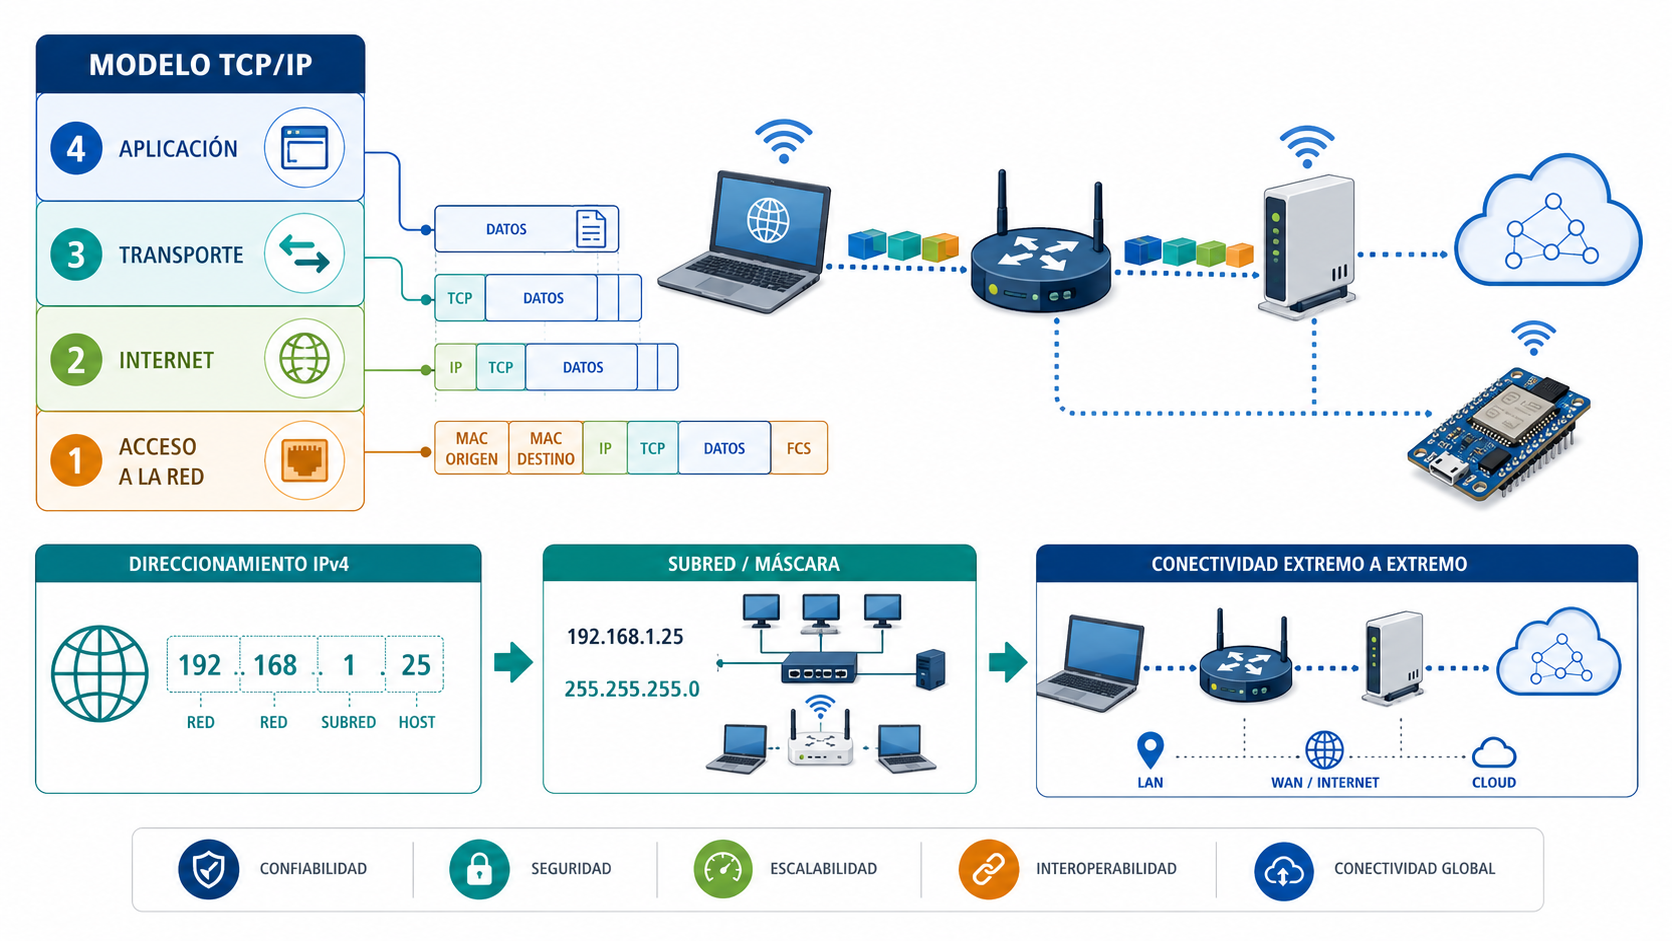 MODELO TCP/IP
4 APLICACIÓN
3 TRANSPORTE
2 INTERNET
1 ACCESO
A LA RED
DATOS
TCP DATOS
IP TCP DATOS
MAC ORIGEN MAC DESTINO IP TCP DATOS FCS
DIRECCIONAMIENTO IPv4
192 .. 168 .. 1 . 25
RED RED SUBRED HOST
SUBRED / MÁSCARA
192.168.1.25
255.255.255.0
CONECTIVIDAD EXTREMO A EXTREMO
LAN WAN / INTERNET CLOUD
CONFIABILIDAD SEGURIDAD ESCALABILIDAD INTEROPERABILIDAD CONECTIVIDAD GLOBAL